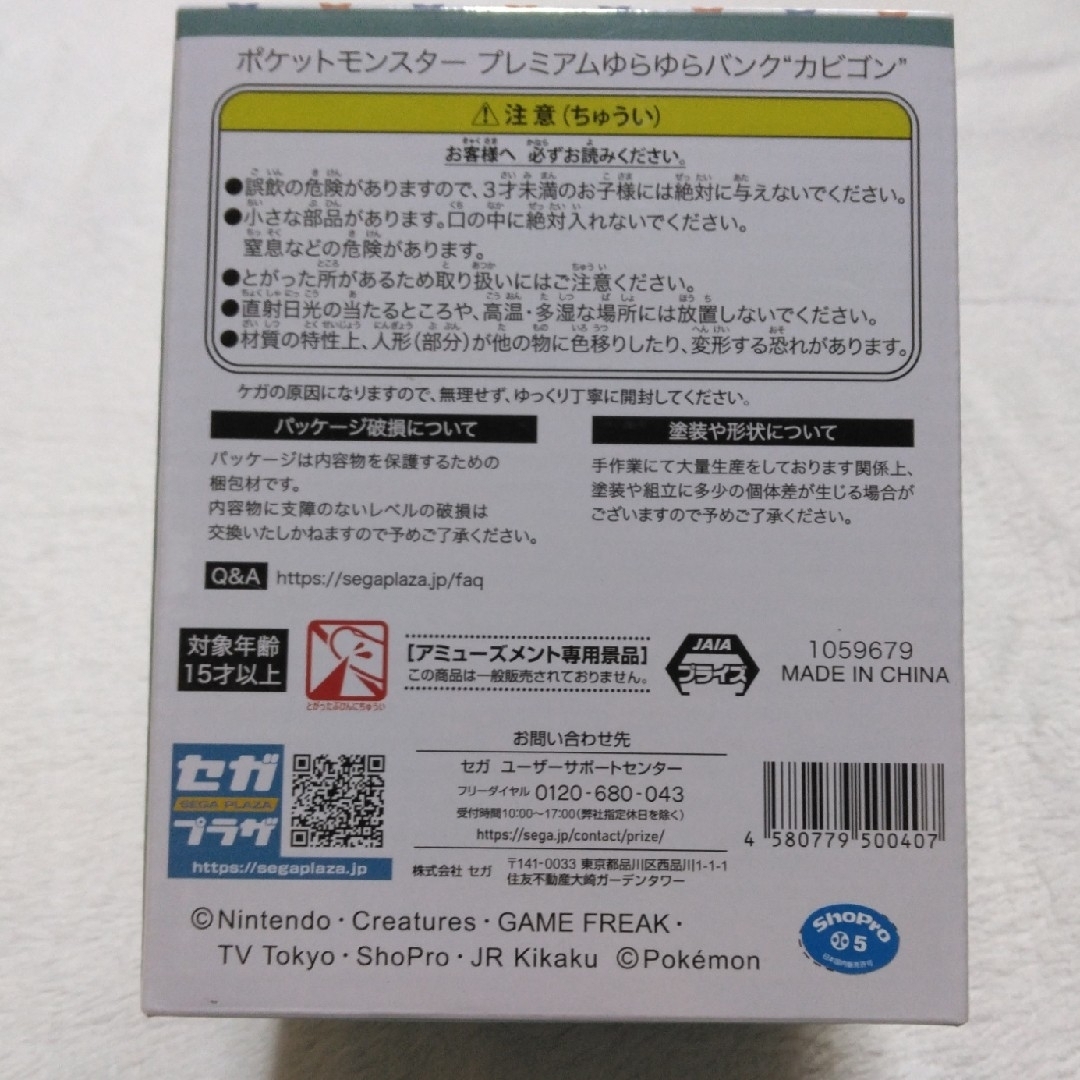 ポケットモンスター プレミアムゆらゆらバンク“カビゴン”
⚠注意(ちゅうい)
お客様へ 必ずお読みください。
●誤飲の危険がありますので、3才未満のお子様には絶対に与えないでください。
●小さな部品があります。口の中に絶対入れないでください。
窒息などの危険があります。
●とがった所があるため取り扱いにはご注意ください。
●直射日光の当たるところや、高温・多湿な場所には放置しないでください。
●材質の特性上、人形(部分)が他の物に色移りしたり、変形する恐れがあります。
ケガの原因になりますので、無理せず、ゆっくり丁寧に開封してください。
パッケージ破損について
パッケージは内容物を保護するための
梱包材です。
内容物に支障のないレベルの破損は
交換いたしかねますので予めご了承ください。
塗装や形状について
手作業にて大量生産をしております関係上、
塗装や組立に多少の個体差が生じる場合が
ございますので予めご了承ください。
Q&A https://segaplaza.jp/faq
対象年齢
15才以上
とがったぶひんにちゅうい
[アミューズメント専用景品]
この商品は一般販売されておりません。
JAIA
プライズ
1059679
MADE IN CHINA
セガ
SEGA PLAZA
プラザ
https://segaplaza.jp
お問い合わせ先
セガ ユーザーサポートセンター
フリーダイヤル 0120-680-043
受付時間10:00～17:00(弊社指定休日を除く)
https://sega.jp/contact/prize/
株式会社 セガ 〒141-0033 東京都品川区西品川1-1-1
住友不動産大崎ガーデンタワー
4 580779 500407
©Nintendo・Creatures・GAME FREAK・
TV Tokyo・ShoPro・JR Kikaku ©Pokémon
ShoPro
5
日本国内販売許可